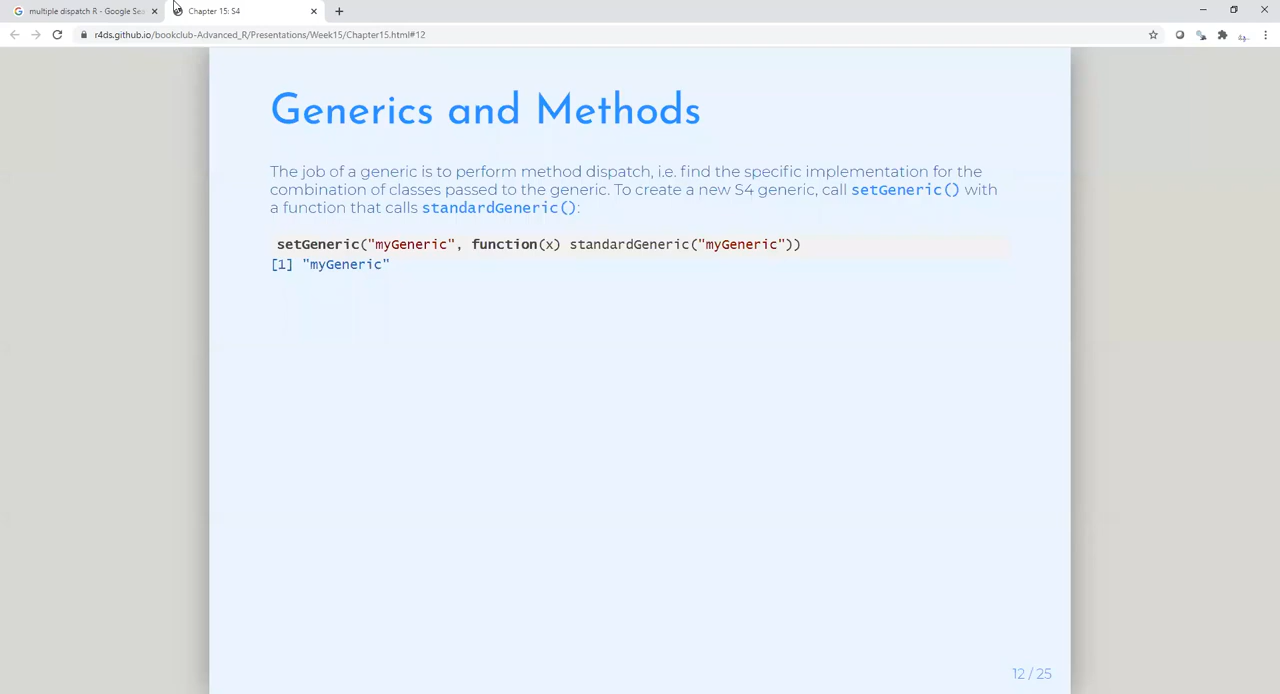 multiple dispatch R - Google Sea
Chapter 15: S4
r4ds.github.io/bookclub-Advanced_R/Presentations/Week15/Chapter15.html#12
Generics and Methods
The job of a generic is to perform method dispatch, i.e. find the specific implementation for the
combination of classes passed to the generic. To create a new S4 generic, call setGeneric() with
a function that calls standardGeneric():
setGeneric("myGeneric", function(x) standardGeneric("myGeneric"))
[1] "myGeneric"
12 / 25